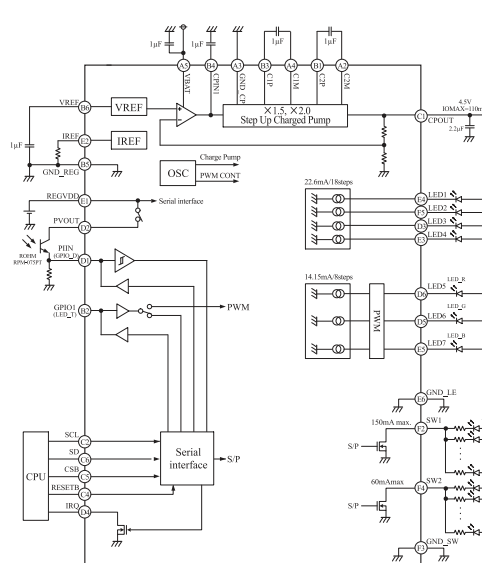 1μF
1μF
1μF
1μF
A5
B4
A3
B3
A4
B1
A2
VBAT
CPIN1
GND_CP
C1P
C1M
C2P
C2M
VREF
B6
VREF
×1.5, ×2.0
Step Up Charged Pump
C1
CPOUT
4.5V
2.2μF
1μF
IREF
E2
IREF
GND_REG
B5
OSC
Charge Pump
PWM CONT
REGVDD
E1
Serial interface
PVOUT
D2
22.6mA/18steps
E4
LED1
F5
LED2
D3
LED3
E3
LED4
ROHM
RPM-075PT
PIIN
(GPIO_D)
D1
14.15mA/8steps
PWM
D6
LED5
LED_R
D5
LED6
LED_G
E5
LED7
LED_B
GPIO1
(LED_T)
B2
PWM
E6
GND_LE
150mA max.
F2
SW1
S/P
CPU
SCL
C2
SD
C6
CSB
C5
RESETB
C4
IRQ
D4
Serial
interface
S/P
60mAmax
F4
SW2
S/P
F3
GND_SW